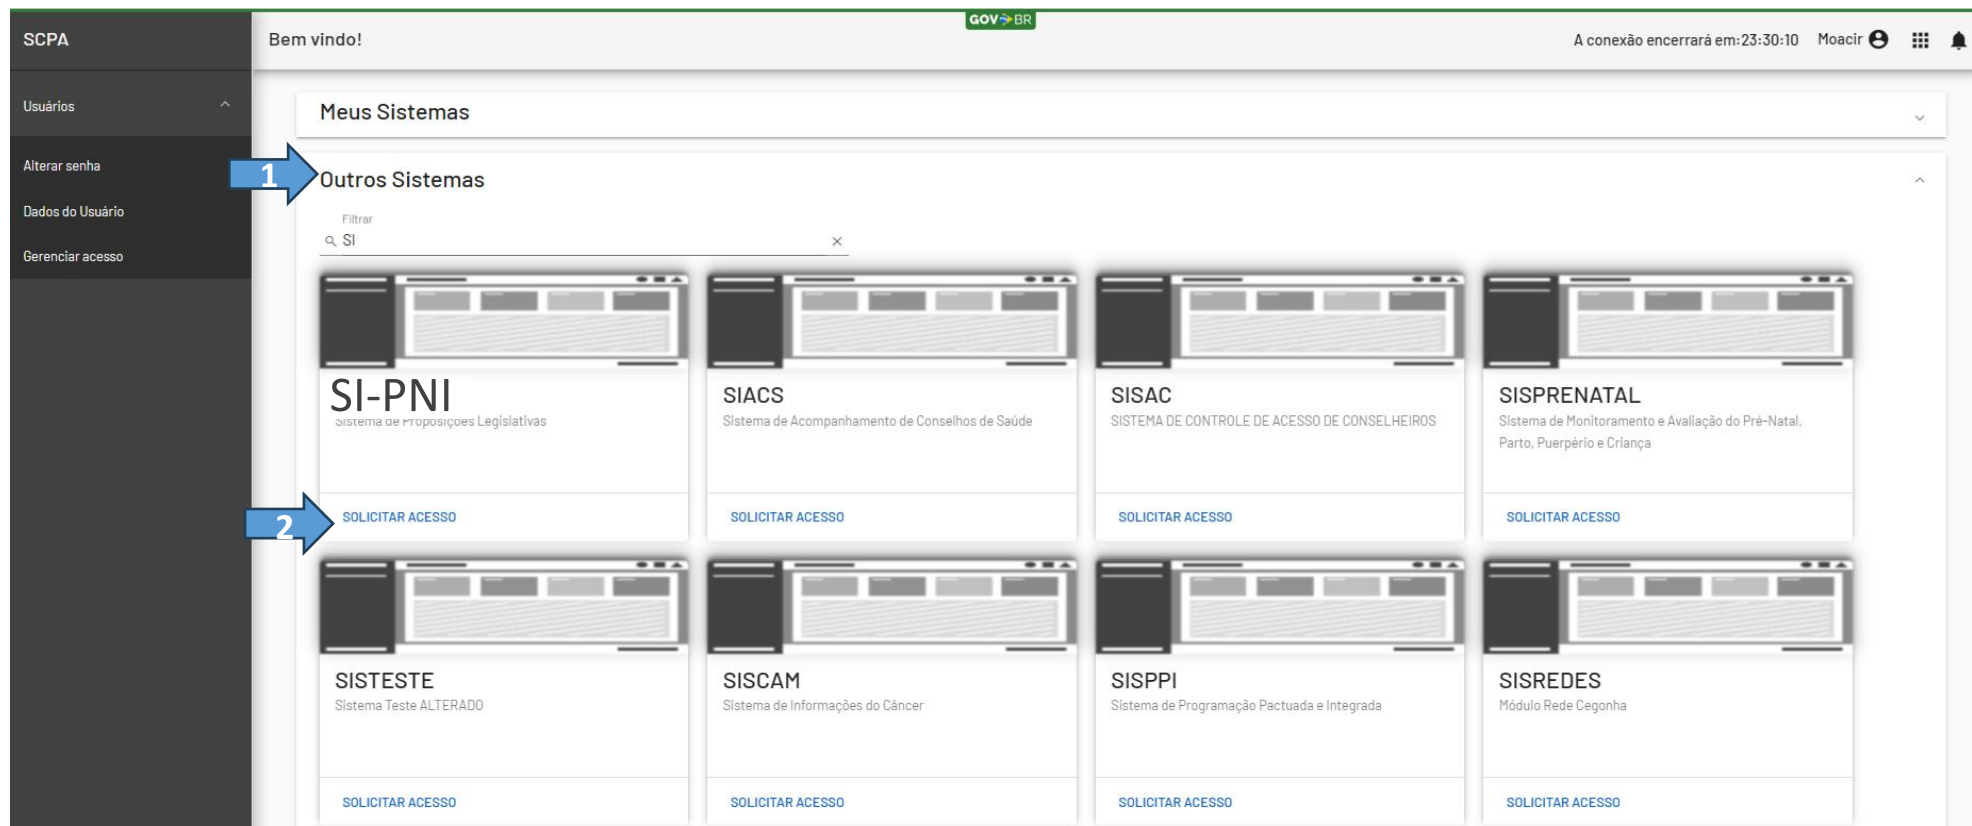 GOV BR
SCPA
Bem vindo!
A conexão encerrará em:23:30:10 Moacir
Usuários
Alterar senha
Dados do Usuário
Gerenciar acesso
Meus Sistemas
1
Outros Sistemas
Filtrar
SI
SI-PNI
Sistema de Proposições Legislativas
SOLICITAR ACESSO
SIACS
Sistema de Acompanhamento de Conselhos de Saúde
SOLICITAR ACESSO
SISAC
SISTEMA DE CONTROLE DE ACESSO DE CONSELHEIROS
SOLICITAR ACESSO
SISPRENATAL
Sistema de Monitoramento e Avaliação do Pré-Natal,
Parto, Puerpério e Criança
SOLICITAR ACESSO
2
SISTESTE
Sistema Teste ALTERADO
SOLICITAR ACESSO
SISCAM
Sistema de Informações do Câncer
SOLICITAR ACESSO
SISPPI
Sistema de Programação Pactuada e Integrada
SOLICITAR ACESSO
SISREDES
Módulo Rede Cegonha
SOLICITAR ACESSO